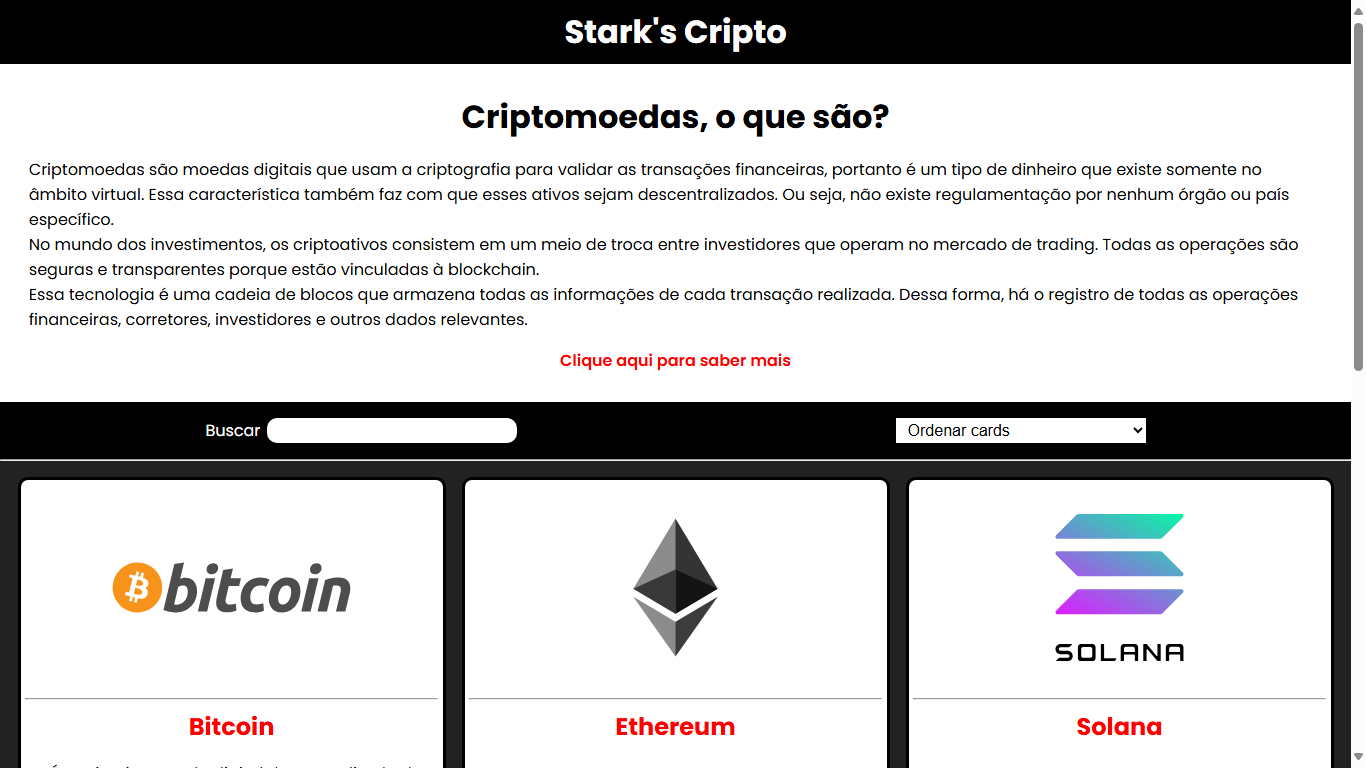 Stark's Cripto
Criptomoedas, o que são?
Criptomoedas são moedas digitais que usam a criptografia para validar as transações financeiras, portanto é um tipo de dinheiro que existe somente no
âmbito virtual. Essa característica também faz com que esses ativos sejam descentralizados. Ou seja, não existe regulamentação por nenhum órgão ou país
específico.
No mundo dos investimentos, os criptoativos consistem em um meio de troca entre investidores que operam no mercado de trading. Todas as operações são
seguras e transparentes porque estão vinculadas à blockchain.
Essa tecnologia é uma cadeia de blocos que armazena todas as informações de cada transação realizada. Dessa forma, há o registro de todas as operações
financeiras, corretores, investidores e outros dados relevantes.
Clique aqui para saber mais
Buscar
Ordenar cards
bitcoin
SOLANA
Bitcoin
Ethereum
Solana